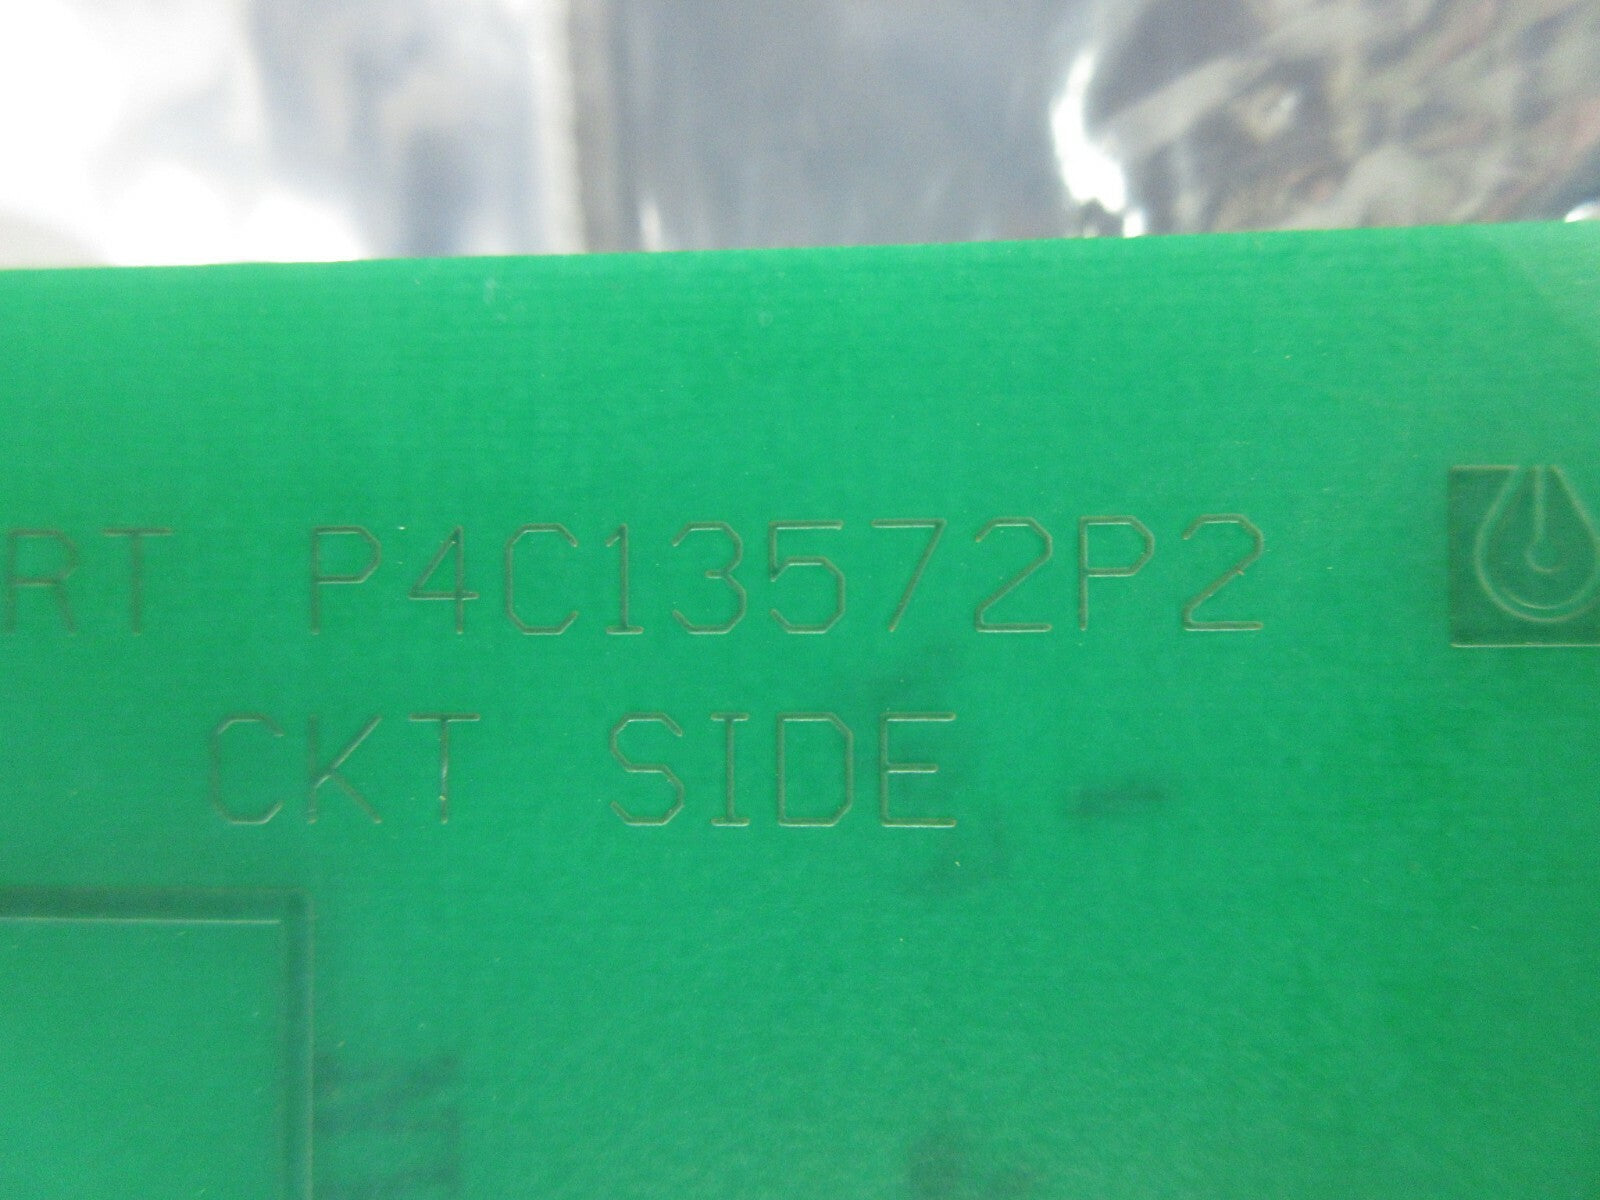 RT P4C13572P2
CKT SIDE